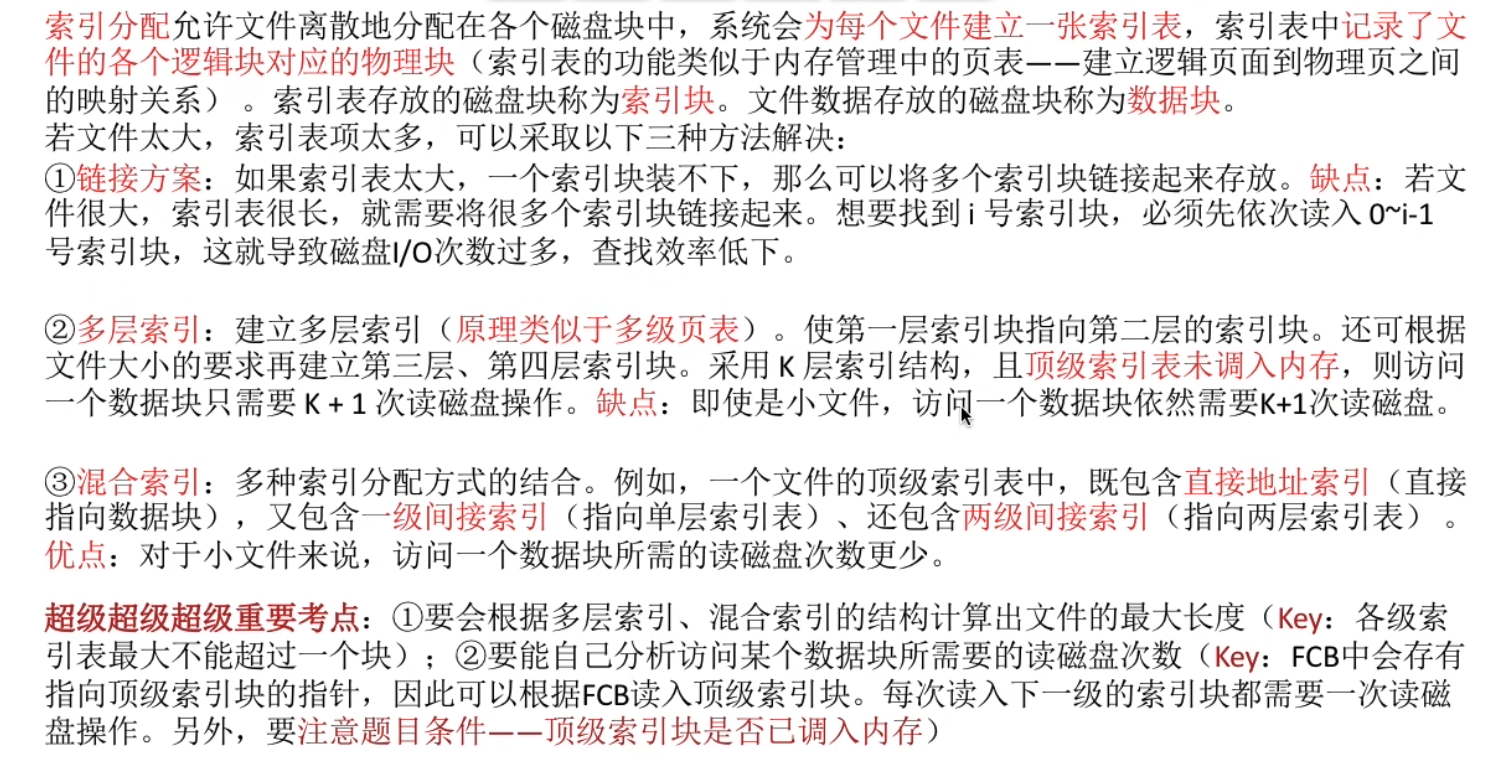 索引分配允许文件离散地分配在各个磁盘块中，系统会为每个文件建立一张索引表，索引表中记录了文
件的各个逻辑块对应的物理块（索引表的功能类似于内存管理中的页表——建立逻辑页面到物理页之间
的映射关系）。索引表存放的磁盘块称为索引块。文件数据存放的磁盘块称为数据块。
若文件太大，索引表项太多，可以采取以下三种方法解决：
①链接方案：如果索引表太大，一个索引块装不下，那么可以将多个索引块链接起来存放。缺点：若文
件很大，索引表很长，就需要将很多个索引块链接起来。想要找到 i 号索引块，必须先依次读入 0~i-1
号索引块，这就导致磁盘I/O次数过多，查找效率低下。
②多层索引：建立多层索引（原理类似于多级页表）。使第一层索引块指向第二层的索引块。还可根据
文件大小的要求再建立第三层、第四层索引块。采用 K 层索引结构，且顶级索引表未调入内存，则访问
一个数据块只需要 K + 1 次读磁盘操作。缺点：即使是小文件，访问一个数据块依然需要K+1次读磁盘。
③混合索引：多种索引分配方式的结合。例如，一个文件的顶级索引表中，既包含直接地址索引（直接
指向数据块），又包含一级间接索引（指向单层索引表）、还包含两级间接索引（指向两层索引表）。
优点：对于小文件来说，访问一个数据块所需的读磁盘次数更少。
超级超级超级重要考点：①要会根据多层索引、混合索引的结构计算出文件的最大长度（Key：各级索
引表最大不能超过一个块）；②要能自己分析访问某个数据块所需要的读磁盘次数（Key：FCB中会存有
指向顶级索引块的指针，因此可以根据FCB读入顶级索引块。每次读入下一级的索引块都需要一次读磁
盘操作。另外，要注意题目条件——顶级索引块是否已调入内存）